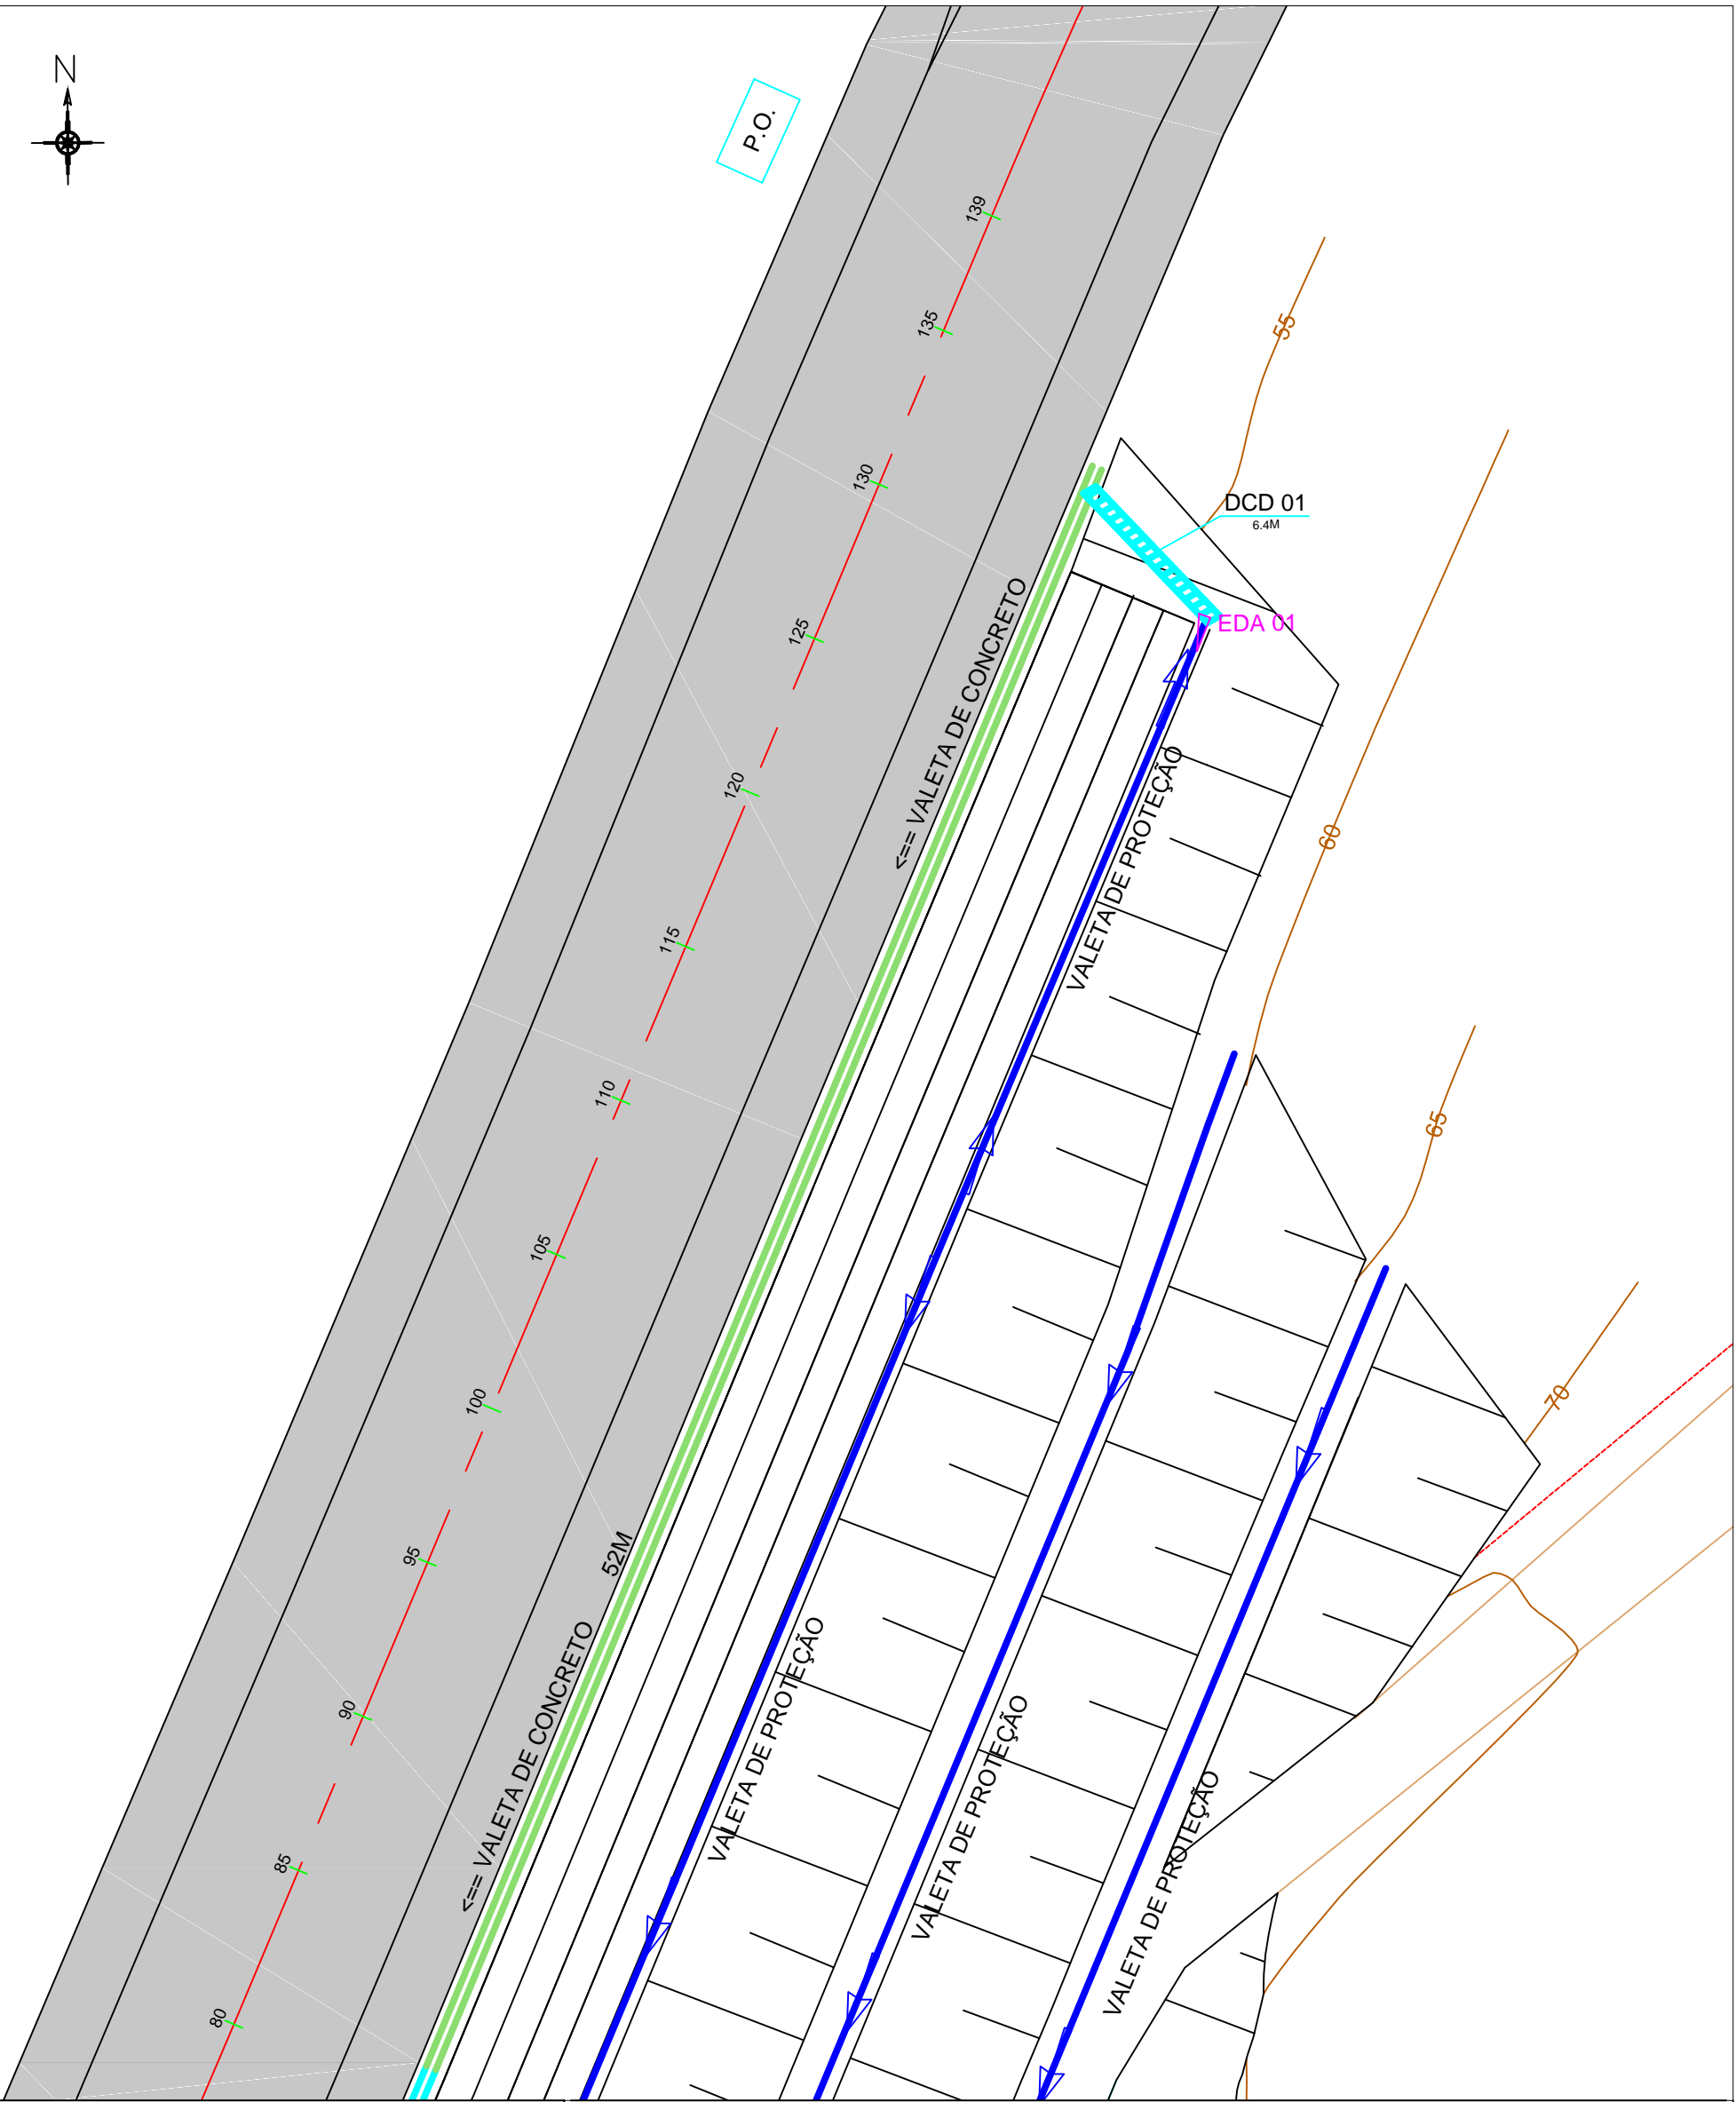 N
P.O.
139
135
55
130
DCD 01
6.4M
EDA 01
125
<== VALETA DE CONCRETO
120
VALETA DE PROTEÇÃO
60
115
110
65
105
100
70
95
52M
90
<== VALETA DE CONCRETO
VALETA DE PROTEÇÃO
VALETA DE PROTEÇÃO
VALETA DE PROTEÇÃO
85
80